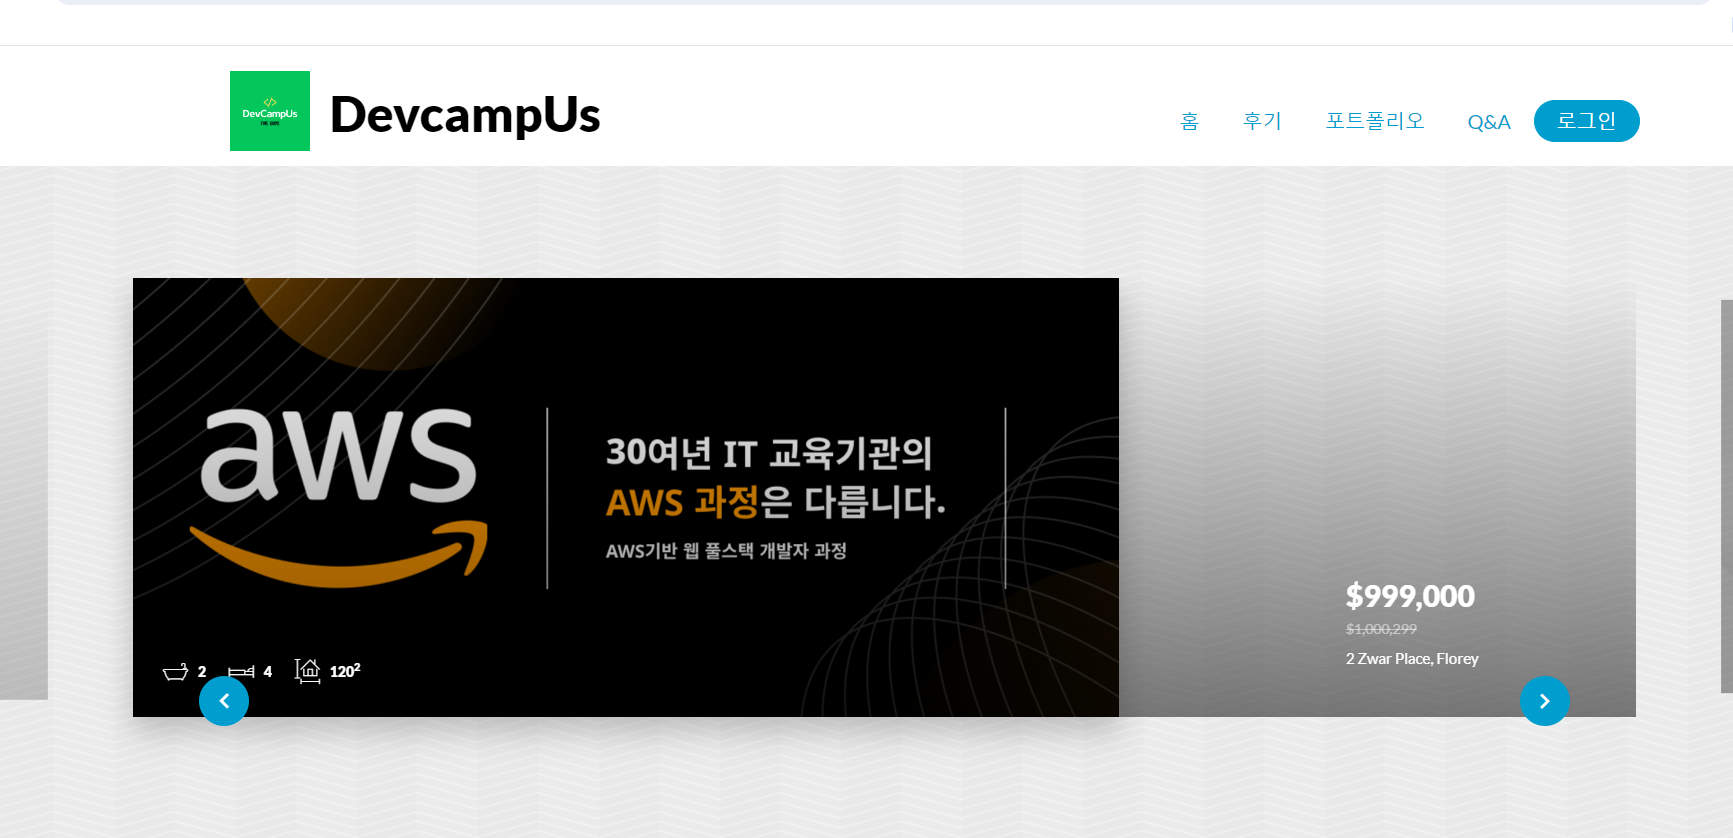 DevCampUs
DevcampUs
홈
후기
포트폴리오
Q&A
로그인
aws
30여년 IT 교육기관의
AWS 과정은 다릅니다.
AWS기반 웹 풀스택 개발자 과정
$999,000
$1,000,299
2 Zwar Place, Florey
2
4
120²